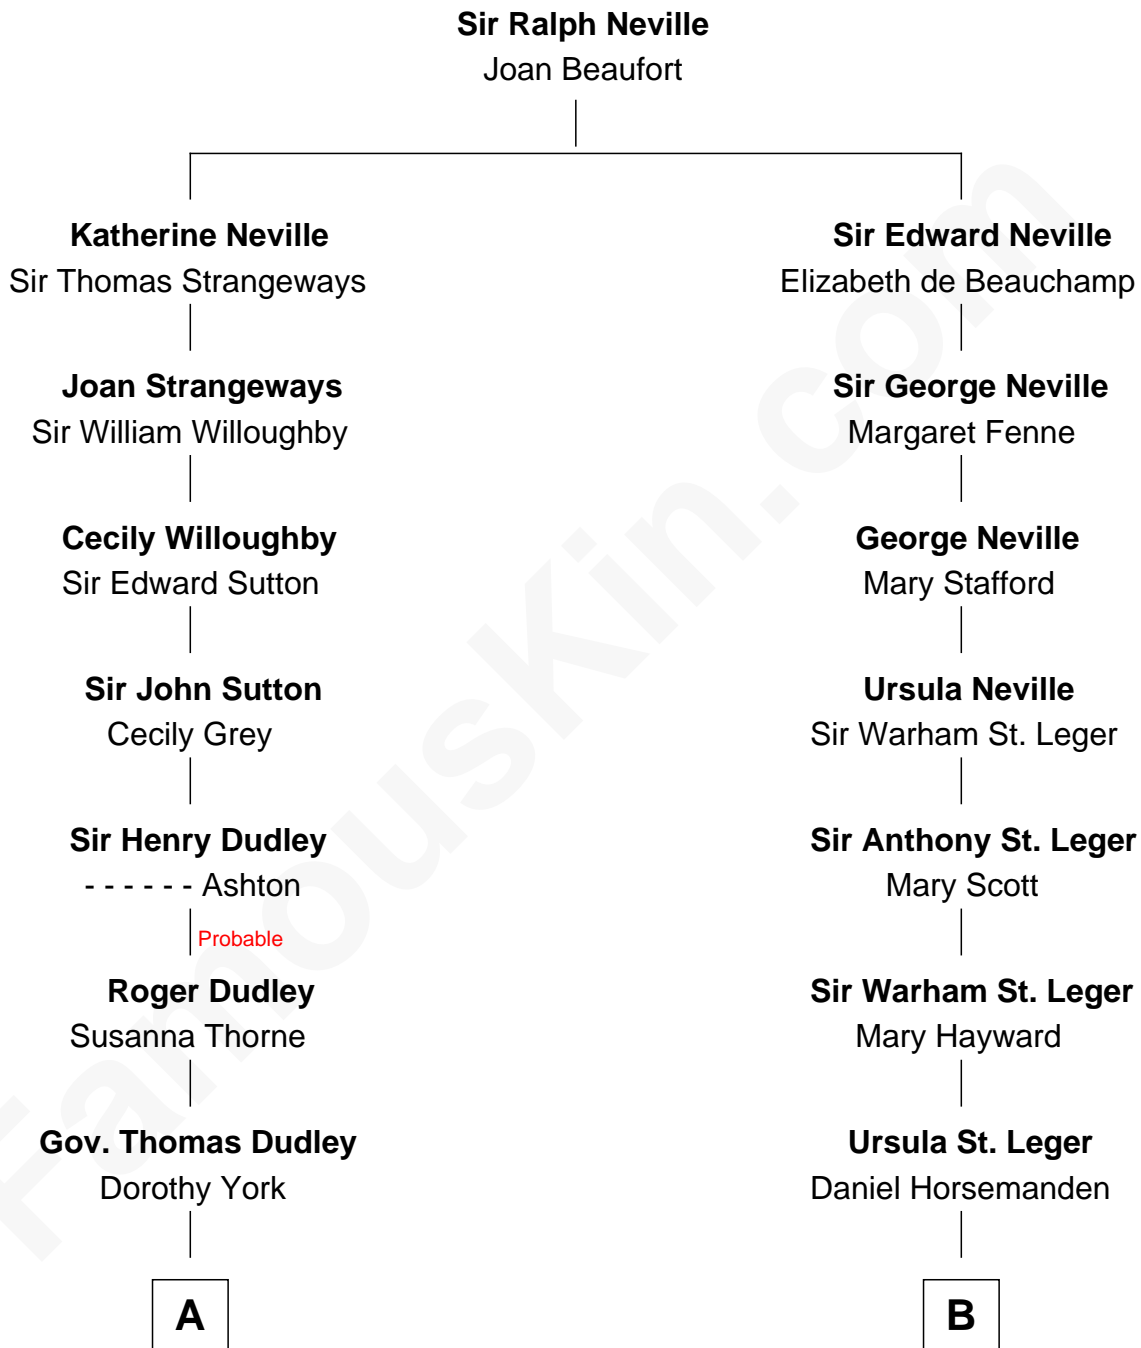 Sir Ralph Neville
Joan Beaufort
Katherine Neville
Sir Thomas Strangeways
Sir Edward Neville
Elizabeth de Beauchamp
Joan Strangeways
Sir William Willoughby
Sir George Neville
Margaret Fenne
Cecily Willoughby
Sir Edward Sutton
George Neville
Mary Stafford
Sir John Sutton
Cecily Grey
Ursula Neville
Sir Warham St. Leger
Sir Henry Dudley
- - - - - - Ashton
Sir Anthony St. Leger
Mary Scott
Probable
Roger Dudley
Susanna Thorne
Sir Warham St. Leger
Mary Hayward
Gov. Thomas Dudley
Dorothy York
Ursula St. Leger
Daniel Horsemanden
A
B
FamousKin.com